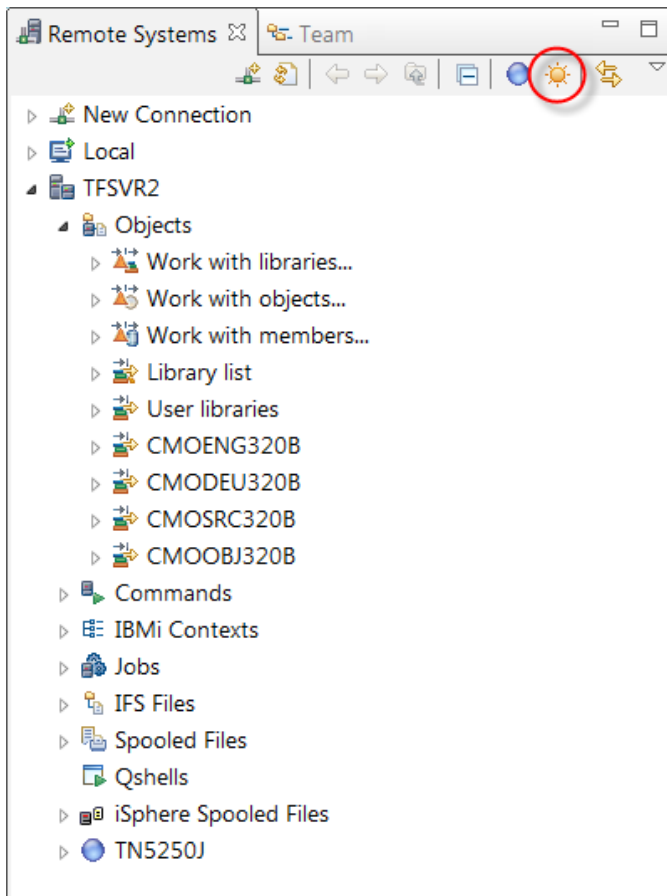 Remote Systems Team
New Connection
Local
TFSVR2
Objects
Work with libraries...
Work with objects...
Work with members...
Library list
User libraries
CMOENG320B
CMODEU320B
CMOSRC320B
CMOOBJ320B
Commands
IBMi Contexts
Jobs
IFS Files
Spooled Files
Qshells
iSphere Spooled Files
TN5250J